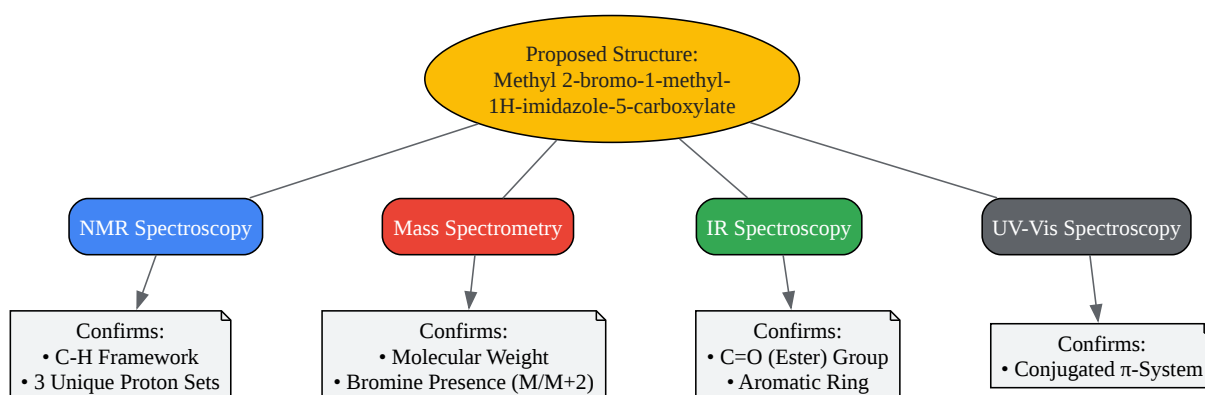 Proposed Structure:
Methyl 2-bromo-1-methyl-
1H-imidazole-5-carboxylate
NMR Spectroscopy
Mass Spectrometry
IR Spectroscopy
UV-Vis Spectroscopy
Confirms:
• C-H Framework
• 3 Unique Proton Sets
Confirms:
• Molecular Weight
• Bromine Presence (M/M+2)
Confirms:
• C=O (Ester) Group
• Aromatic Ring
Confirms:
• Conjugated π-System